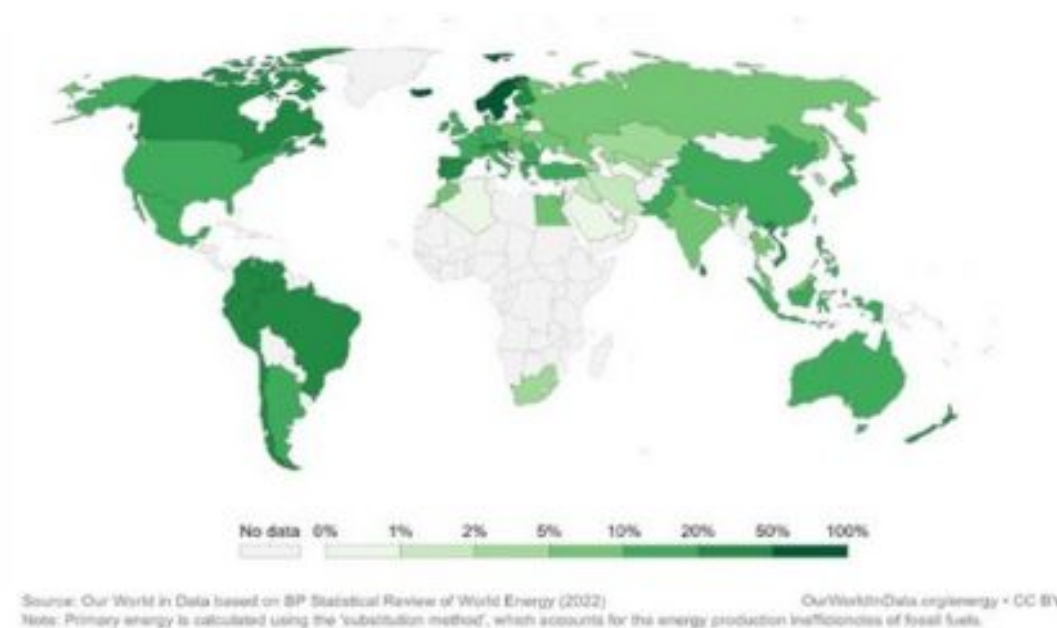 No data 0% 1% 2% 5% 10% 20% 50% 100%
Source: Our World in Data based on BP Statistical Review of World Energy (2022) OurWorldInData.org/energy • CC BY
Note: Primary energy is calculated using the 'substitution method', which accounts for the energy production inefficiencies of fossil fuels.